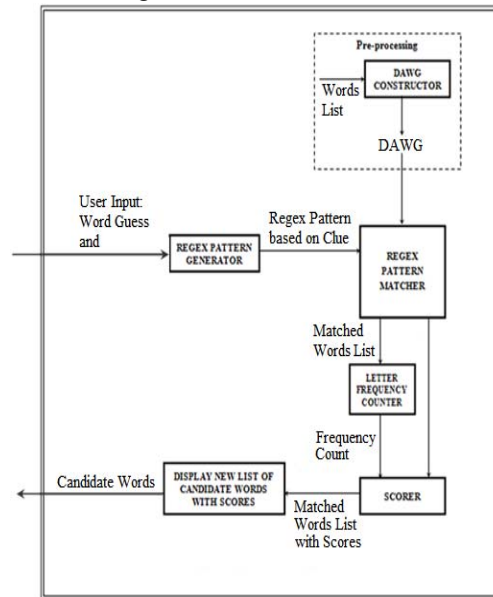 Pre-processing
DAWG
CONSTRUCTOR
Words
List
DAWG
User Input:
Word Guess
and
REGEX PATTERN
GENERATOR
Regex Pattern
based on Clue
REGEX
PATTERN
MATCHER
Matched
Words List
LETTER
FREQUENCY
COUNTER
Frequency
Count
Candidate Words
DISPLAY NEW LIST OF
CANDIDATE WORDS
WITH SCORES
Matched
Words List
with Scores
SCORER